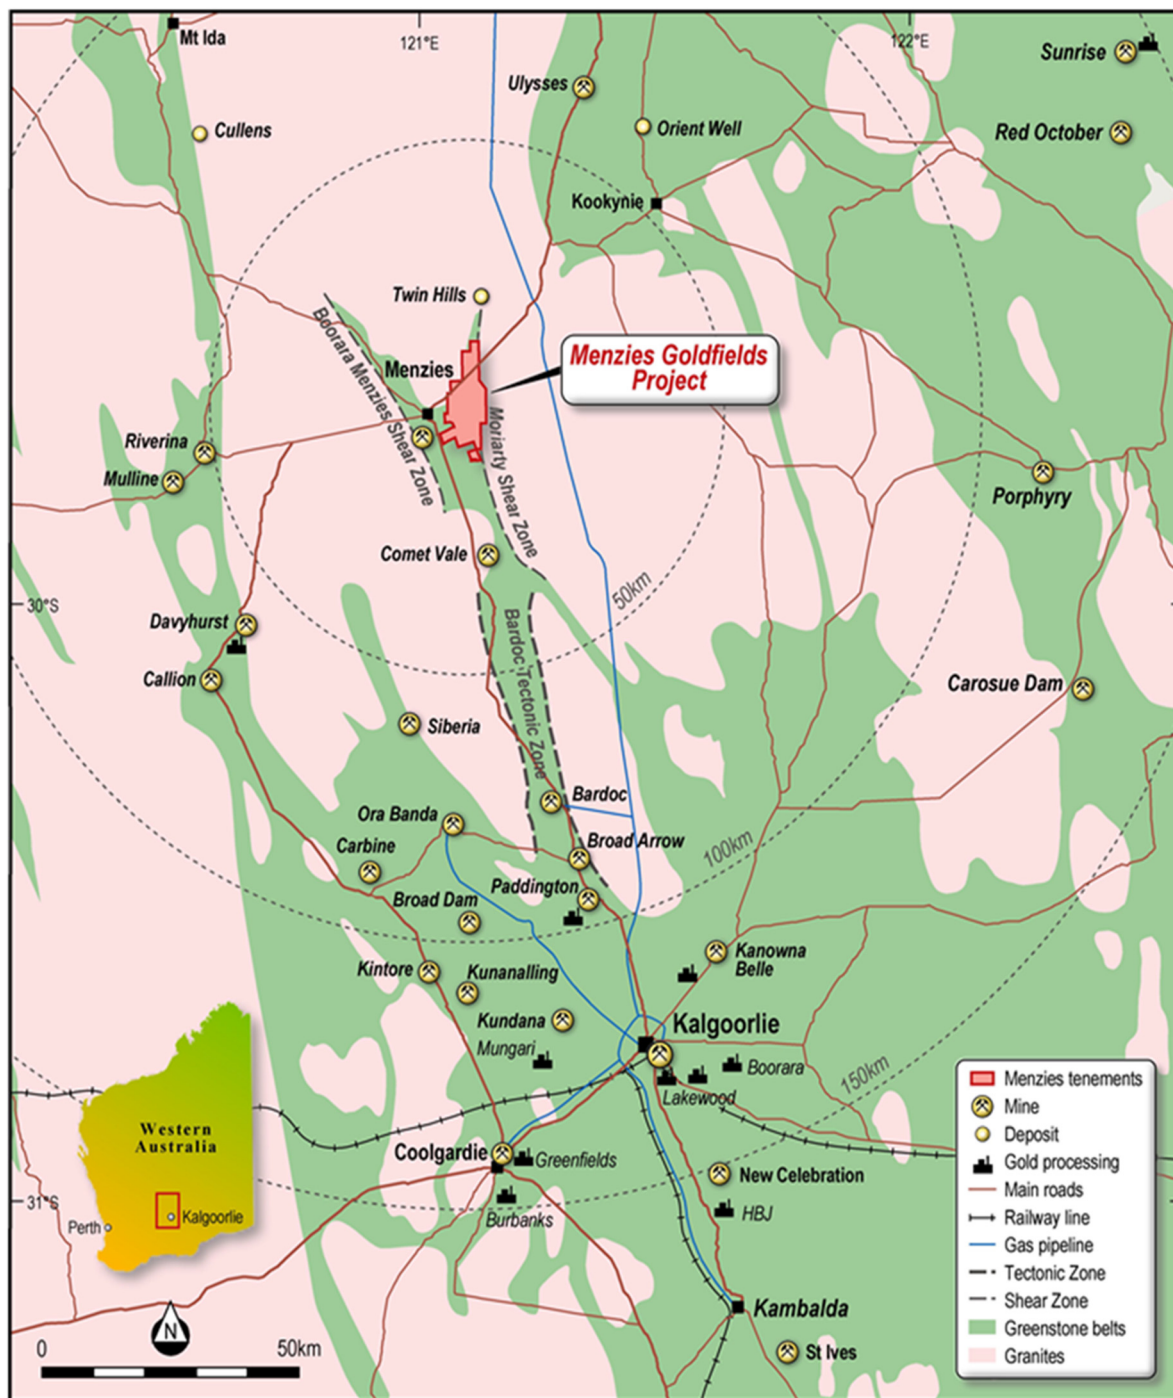 121°E
122°E
Mt Ida
Sunrise
Ulysses
Cullens
Orient Well
Red October
Kookynie
Twin Hills
Boorara Menzies Shear Zone
Menzies
Menzies Goldfields
Project
Moriarty Shear Zone
Riverina
Mulline
Porphyry
Comet Vale
50km
30°S
Davyhurst
Bardoc Tectonic Zone
Callion
Carosue Dam
Siberia
Bardoc
Ora Banda
Broad Arrow
Carbine
100km
Paddington
Broad Dam
Kanowna
Belle
Kintore
Kunanalling
Kundana
Kalgoorlie
Mungari
Boorara
150km
Lakewood
Coolgardie
Greenfields
New Celebration
31°S
Burbanks
HBJ
Kambalda
St Ives
Western
Australia
Perth
Kalgoorlie
N
0
50km
Menzies tenements
Mine
Deposit
Gold processing
Main roads
Railway line
Gas pipeline
Tectonic Zone
Shear Zone
Greenstone belts
Granites